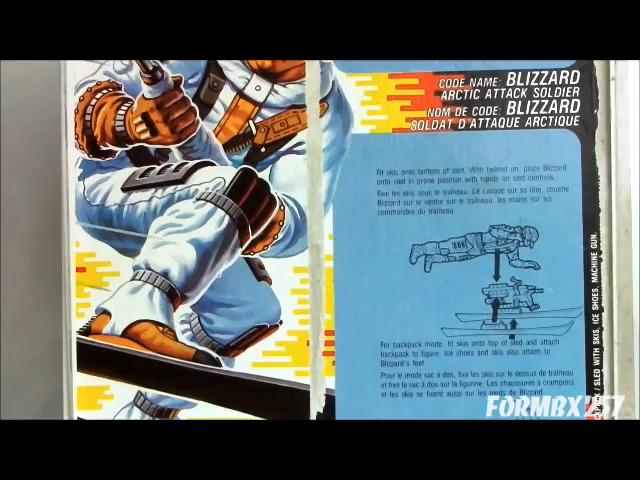 CODE NAME: BLIZZARD
ARCTIC ATTACK SOLDIER
NOM DE CODE: BLIZZARD
SOLDAT D'ATTAQUE ARCTIQUE
Fit skis onto bottom of sled. With helmet on, place Blizzard
onto sled in prone position with hands on sled controls.
Fixe les skis sous le traîneau. Le casque sur sa tête, couche
Blizzard sur le ventre sur le traîneau, les mains sur les
commandes du traîneau.
For backpack mode, fit skis onto top of sled and attach
backpack to figure. Ice shoes and skis also attach to
Blizzard's feet.
Pour le mode sac à dos, fixe les skis sur le dessus de traîneau
et fixe le sac à dos sur la figurine. Les chaussures à crampons
et les skis se fixent aussi sur les pieds de Blizzard.
/ SLED WITH SKIS. ICE SHOES. MACHINE GUN.
FORMBX257